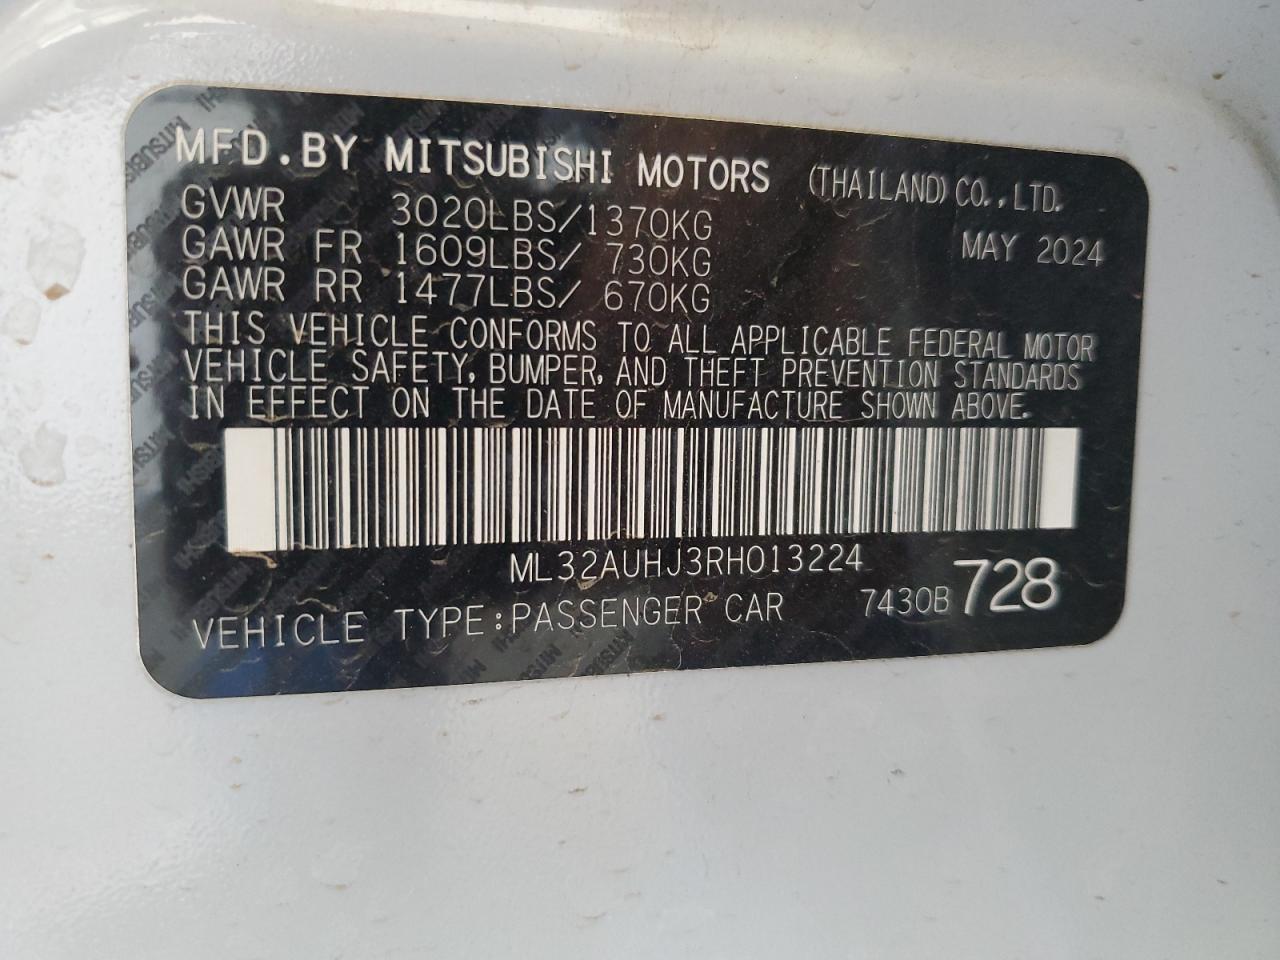 MFD.BY MITSUBISHI MOTORS (THAILAND) CO.,LTD.
GVWR 3020LBS/1370KG MAY 2024
GAWR FR 1609LBS/ 730KG
GAWR RR 1477LBS/ 670KG
THIS VEHICLE CONFORMS TO ALL APPLICABLE FEDERAL MOTOR
VEHICLE SAFETY, BUMPER, AND THEFT PREVENTION STANDARDS
IN EFFECT ON THE DATE OF MANUFACTURE SHOWN ABOVE.
ML32AUHJ3RH013224
VEHICLE TYPE:PASSENGER CAR 7430B 728